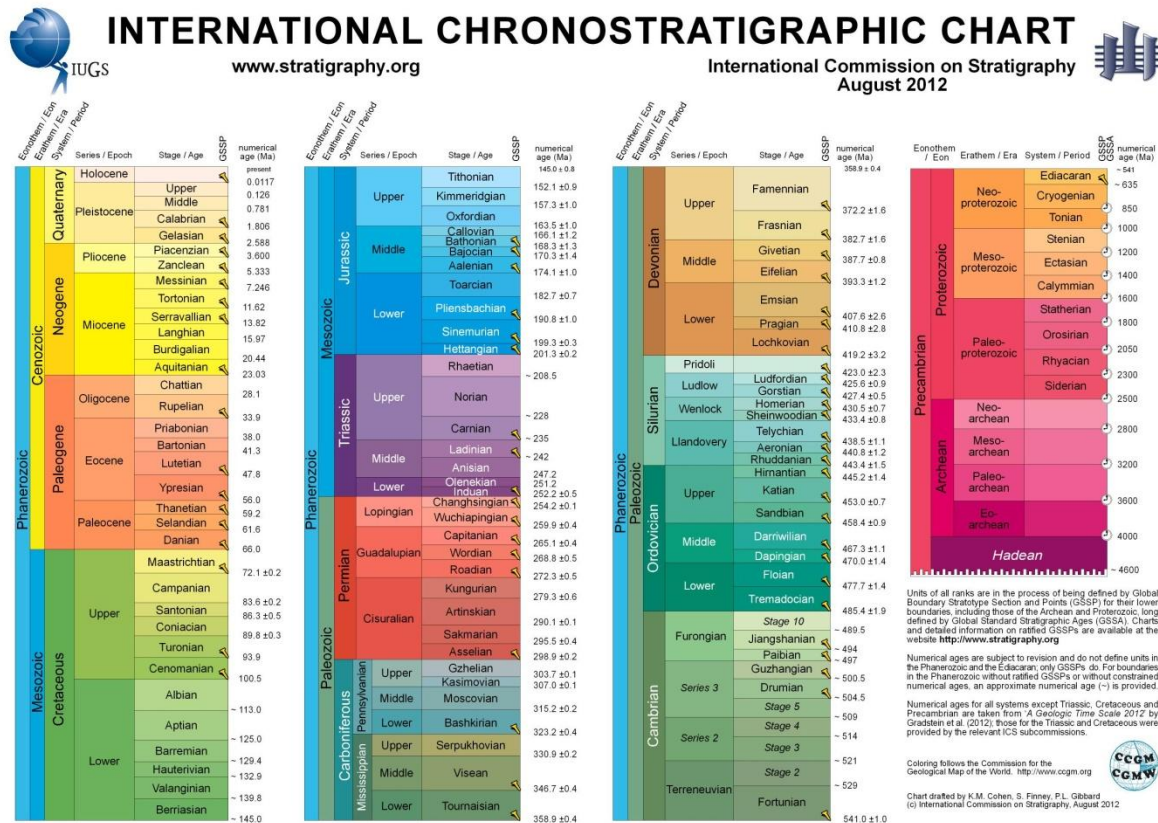 INTERNATIONAL CHRONOSTRATIGRAPHIC CHART
IUGS
www.stratigraphy.org
International Commission on Stratigraphy
August 2012
Eonothem / Eon
Erathem / Era
System / Period
Series / Epoch
Stage / Age
GSSP
numerical age (Ma)
Phanerozoic
Cenozoic
Mesozoic
Quaternary
Neogene
Paleogene
Cretaceous
Holocene
Pleistocene
Pliocene
Miocene
Oligocene
Eocene
Paleocene
Upper
Lower
Upper
Middle
Calabrian
Gelasian
Piacenzian
Zanclean
Messinian
Tortonian
Serravallian
Langhian
Burdigalian
Aquitanian
Chattian
Rupelian
Priabonian
Bartonian
Lutetian
Ypresian
Thanetian
Selandian
Danian
Maastrichtian
Campanian
Santonian
Coniacian
Turonian
Cenomanian
Albian
Aptian
Barremian
Hauterivian
Valanginian
Berriasian
present
0.0117
0.126
0.781
1.806
2.588
3.600
5.333
7.246
11.62
13.82
15.97
20.44
23.03
28.1
33.9
38.0
41.3
47.8
56.0
59.2
61.6
66.0
72.1 ±0.2
83.6 ±0.2
86.3 ±0.5
89.8 ±0.3
93.9
100.5
~ 113.0
~ 125.0
~ 129.4
~ 132.9
~ 139.8
~ 145.0
Eonothem / Eon
Erathem / Era
System / Period
Series / Epoch
Stage / Age
GSSP
numerical age (Ma)
Phanerozoic
Mesozoic
Paleozoic
Jurassic
Triassic
Permian
Carboniferous
Pennsylvanian
Mississippian
Upper
Middle
Lower
Upper
Middle
Lower
Lopingian
Guadalupian
Cisuralian
Upper
Middle
Lower
Upper
Middle
Lower
Tithonian
Kimmeridgian
Oxfordian
Callovian
Bathonian
Bajocian
Aalenian
Toarcian
Pliensbachian
Sinemurian
Hettangian
Rhaetian
Norian
Carnian
Ladinian
Anisian
Olenekian
Induan
Changhsingian
Wuchiapingian
Capitanian
Wordian
Roadian
Kungurian
Artinskian
Sakmarian
Asselian
Gzhelian
Kasimovian
Moscovian
Bashkirian
Serpukhovian
Visean
Tournaisian
145.0 ± 0.8
152.1 ±0.9
157.3 ±1.0
163.5 ±1.0
166.1 ±1.2
168.3 ±1.3
170.3 ±1.4
174.1 ±1.0
182.7 ±0.7
190.8 ±1.0
199.3 ±0.3
201.3 ±0.2
~ 208.5
~ 228
~ 235
~ 242
247.2
251.2
252.2 ±0.5
254.2 ±0.1
259.9 ±0.4
265.1 ±0.4
268.8 ±0.5
272.3 ±0.5
279.3 ±0.6
290.1 ±0.1
295.5 ±0.4
298.9 ±0.2
303.7 ±0.1
307.0 ±0.1
315.2 ±0.2
323.2 ±0.4
330.9 ±0.2
346.7 ±0.4
358.9 ±0.4
Eonothem / Eon
Erathem / Era
System / Period
Series / Epoch
Stage / Age
GSSP
numerical age (Ma)
Phanerozoic
Paleozoic
Devonian
Silurian
Ordovician
Cambrian
Upper
Middle
Lower
Pridoli
Ludlow
Wenlock
Llandovery
Upper
Middle
Lower
Furongian
Series 3
Series 2
Terreneuvian
Famennian
Frasnian
Givetian
Eifelian
Emsian
Pragian
Lochkovian
Ludfordian
Gorstian
Homerian
Sheinwoodian
Telychian
Aeronian
Rhuddanian
Hirnantian
Katian
Sandbian
Darriwilian
Dapingian
Floian
Tremadocian
Stage 10
Jiangshanian
Paibian
Guzhangian
Drumian
Stage 5
Stage 4
Stage 3
Stage 2
Fortunian
358.9 ± 0.4
372.2 ±1.6
382.7 ±1.6
387.7 ±0.8
393.3 ±1.2
407.6 ±2.6
410.8 ±2.8
419.2 ±3.2
423.0 ±2.3
425.6 ±0.9
427.4 ±0.5
430.5 ±0.7
433.4 ±0.8
438.5 ±1.1
440.8 ±1.2
443.4 ±1.5
445.2 ±1.4
453.0 ±0.7
458.4 ±0.9
467.3 ±1.1
470.0 ±1.4
477.7 ±1.4
485.4 ±1.9
~ 489.5
~ 494
~ 497
~ 500.5
~ 504.5
~ 509
~ 514
~ 521
~ 529
541.0 ±1.0
Eonothem / Eon
Erathem / Era
System / Period
GSSP
GSSA
numerical age (Ma)
Precambrian
Proterozoic
Archean
Hadean
Neo-proterozoic
Meso-proterozoic
Paleo-proterozoic
Neo-archean
Meso-archean
Paleo-archean
Eo-archean
Ediacaran
Cryogenian
Tonian
Stenian
Ectasian
Calymmian
Statherian
Orosirian
Rhyacian
Siderian
~ 541
~ 635
850
1000
1200
1400
1600
1800
2050
2300
2500
2800
3200
3600
4000
~ 4600
Units of all ranks are in the process of being defined by Global
Boundary Stratotype Section and Points (GSSP) for their lower
boundaries, including those of the Archean and Proterozoic, long
defined by Global Standard Stratigraphic Ages (GSSA). Charts
and detailed information on ratified GSSPs are available at the
website http://www.stratigraphy.org
Numerical ages are subject to revision and do not define units in
the Phanerozoic and the Ediacaran; only GSSPs do. For boundaries
in the Phanerozoic without ratified GSSPs or without constrained
numerical ages, an approximate numerical age (~) is provided.
Numerical ages for all systems except Triassic, Cretaceous and
Precambrian are taken from 'A Geologic Time Scale 2012' by
Gradstein et al. (2012); those for the Triassic and Cretaceous were
provided by the relevant ICS subcommissions.
Coloring follows the Commission for the
Geological Map of the World. http://www.ccgm.org
CCGM
CGMW
Chart drafted by K.M. Cohen, S. Finney, P.L. Gibbard
(c) International Commission on Stratigraphy, August 2012